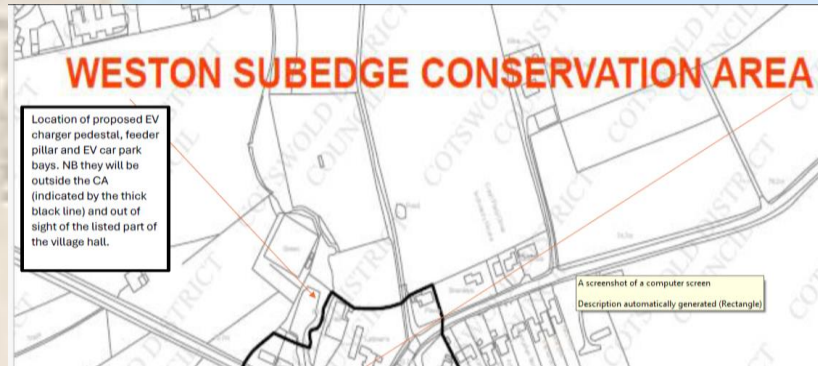 WESTON SUBEDGE CONSERVATION AREA
Location of proposed EV
charger pedestal, feeder
pillar and EV car park
bays. NB they will be
outside the CA
(indicated by the thick
black line) and out of
sight of the listed part of
the village hall.
A screenshot of a computer screen
Description automatically generated (Rectangle)
COTSWOLD DISTRICT
COUNCIL